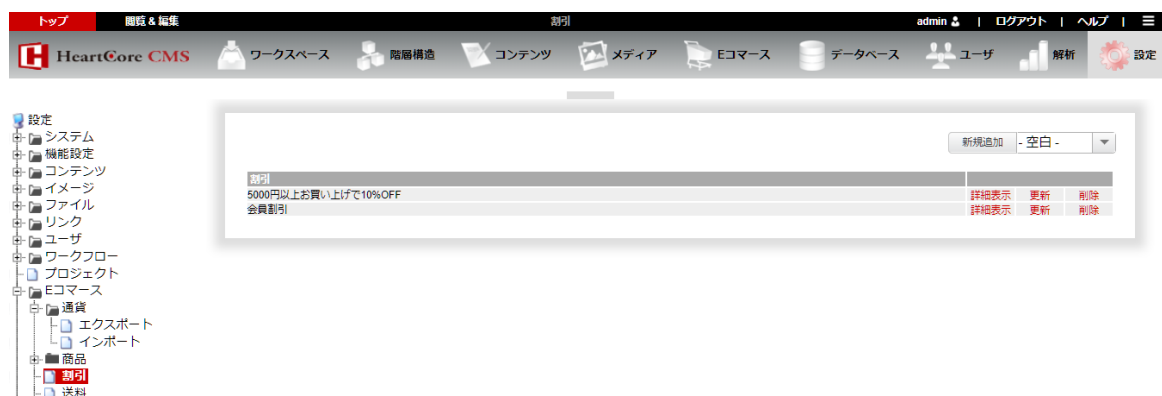 トップ 閲覧 & 編集 割引 admin | ログアウト | ヘルプ |
HeartCore CMS ワークスペース 階層構造 コンテンツ メディア Eコマース データベース ユーザ 解析 設定
設定
システム
機能設定
コンテンツ
イメージ
ファイル
リンク
ユーザ
ワークフロー
プロジェクト
Eコマース
通貨
エクスポート
インポート
商品
割引
送料
新規追加 - 空白 -
割引
5000円以上お買い上げで10%OFF 詳細表示 更新 削除
会員割引 詳細表示 更新 削除